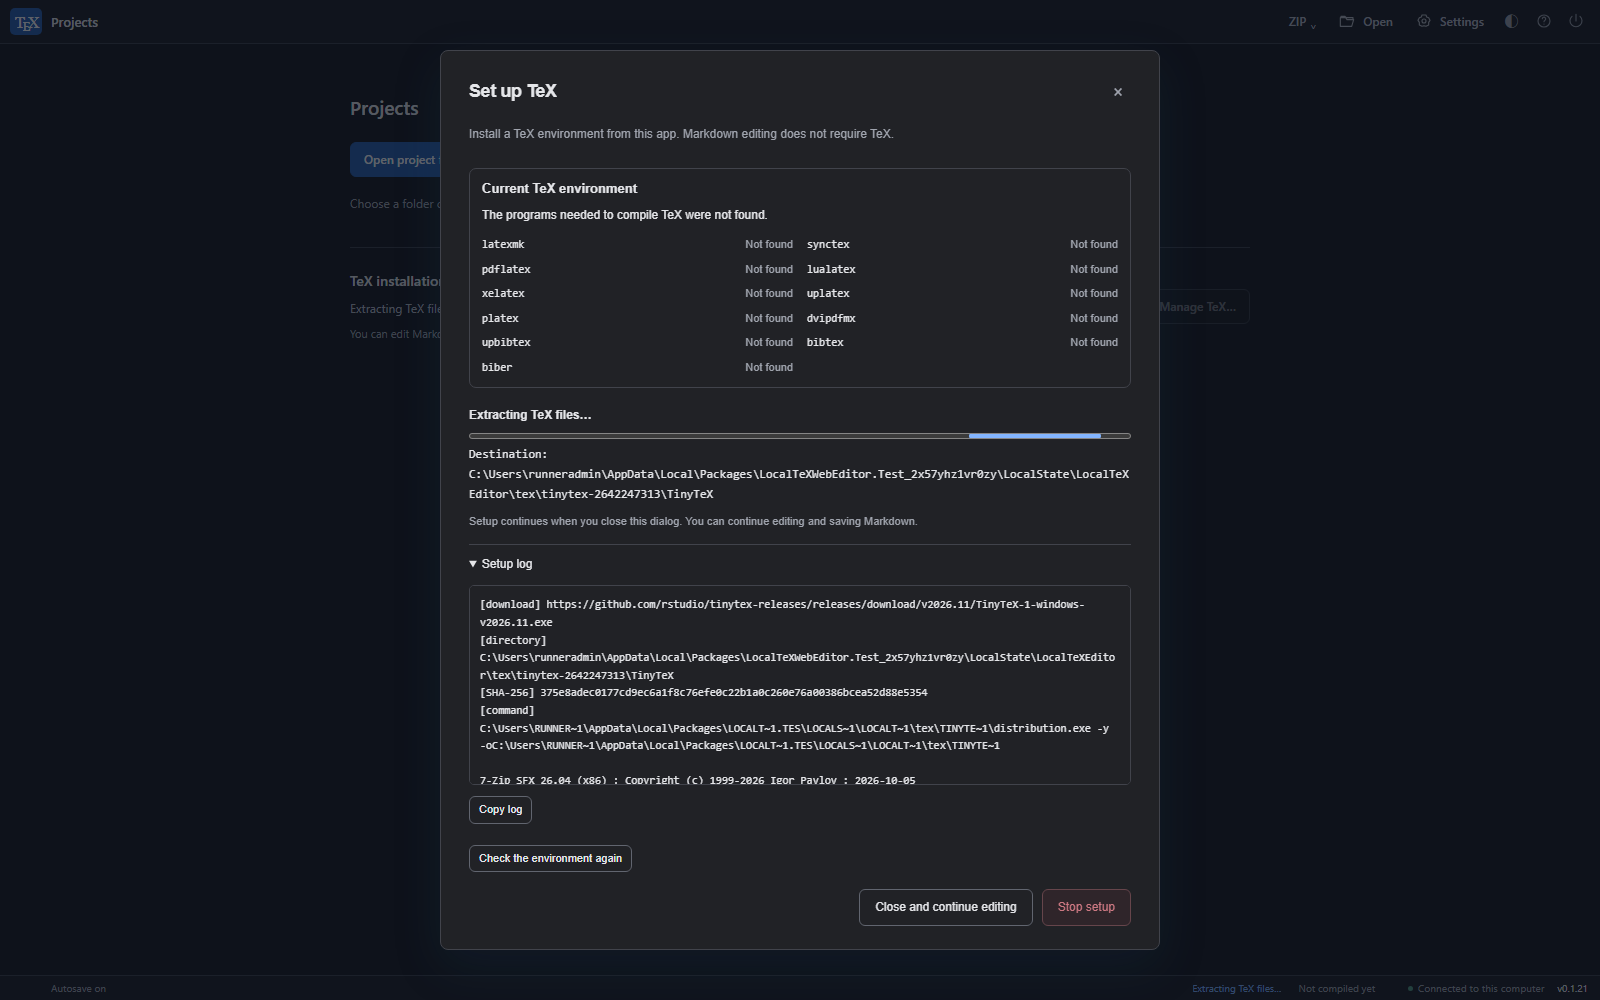 TeX Projects
ZIP
Open
Settings
Projects
Open project
Choose a folder
TeX installation
Extracting TeX file
You can edit Markd
Manage TeX...
Set up TeX
×
Install a TeX environment from this app. Markdown editing does not require TeX.
Current TeX environment
The programs needed to compile TeX were not found.
latexmk Not found synctex Not found
pdflatex Not found lualatex Not found
xelatex Not found uplatex Not found
platex Not found dvipdfmx Not found
upbibtex Not found bibtex Not found
biber Not found
Extracting TeX files...
Destination:
C:\Users\runneradmin\AppData\Local\Packages\LocalTeXWebEditor.Test_2x57yhz1vr0zy\LocalState\LocalTeX
Editor\tex\tinytex-2642247313\TinyTeX
Setup continues when you close this dialog. You can continue editing and saving Markdown.
▼ Setup log
[download] https://github.com/rstudio/tinytex-releases/releases/download/v2026.11/TinyTeX-1-windows-
v2026.11.exe
[directory]
C:\Users\runneradmin\AppData\Local\Packages\LocalTeXWebEditor.Test_2x57yhz1vr0zy\LocalState\LocalTeXEdito
r\tex\tinytex-2642247313\TinyTeX
[SHA-256] 375e8adec0177cd9ec6a1f8c76efe0c22b1a0c260e76a00386bcea52d88e5354
[command]
C:\Users\RUNNER~1\AppData\Local\Packages\LOCALT~1.TES\LOCALS~1\LOCALT~1\tex\TINYTE~1\distribution.exe -y
-oC:\Users\RUNNER~1\AppData\Local\Packages\LOCALT~1.TES\LOCALS~1\LOCALT~1\tex\TINYTE~1
7-Zip SFX 26.04 (x86) : Copyright (c) 1999-2026 Igor Pavlov : 2026-10-05
Copy log
Check the environment again
Close and continue editing
Stop setup
Autosave on
Extracting TeX files...
Not compiled yet
Connected to this computer
v0.1.21